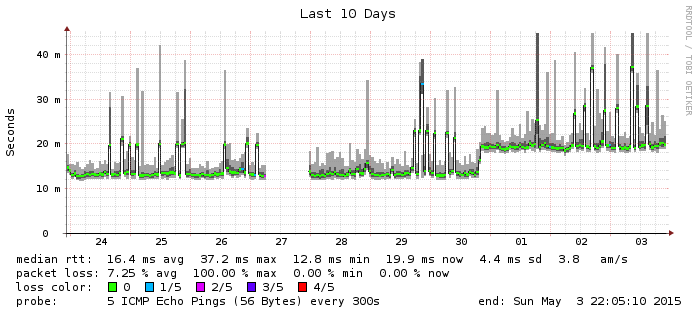 Last 10 Days
RRDTOOL / TOBI OETIKER
Seconds
40 m
30 m
20 m
10 m
0
24 25 26 27 28 29 30 01 02 03
median rtt: 16.4 ms avg 37.2 ms max 12.8 ms min 19.9 ms now 4.4 ms sd 3.8 am/s
packet loss: 7.25 % avg 100.00 % max 0.00 % min 0.00 % now
loss color: 0 1/5 2/5 3/5 4/5
probe: 5 ICMP Echo Pings (56 Bytes) every 300s end: Sun May 3 22:05:10 2015